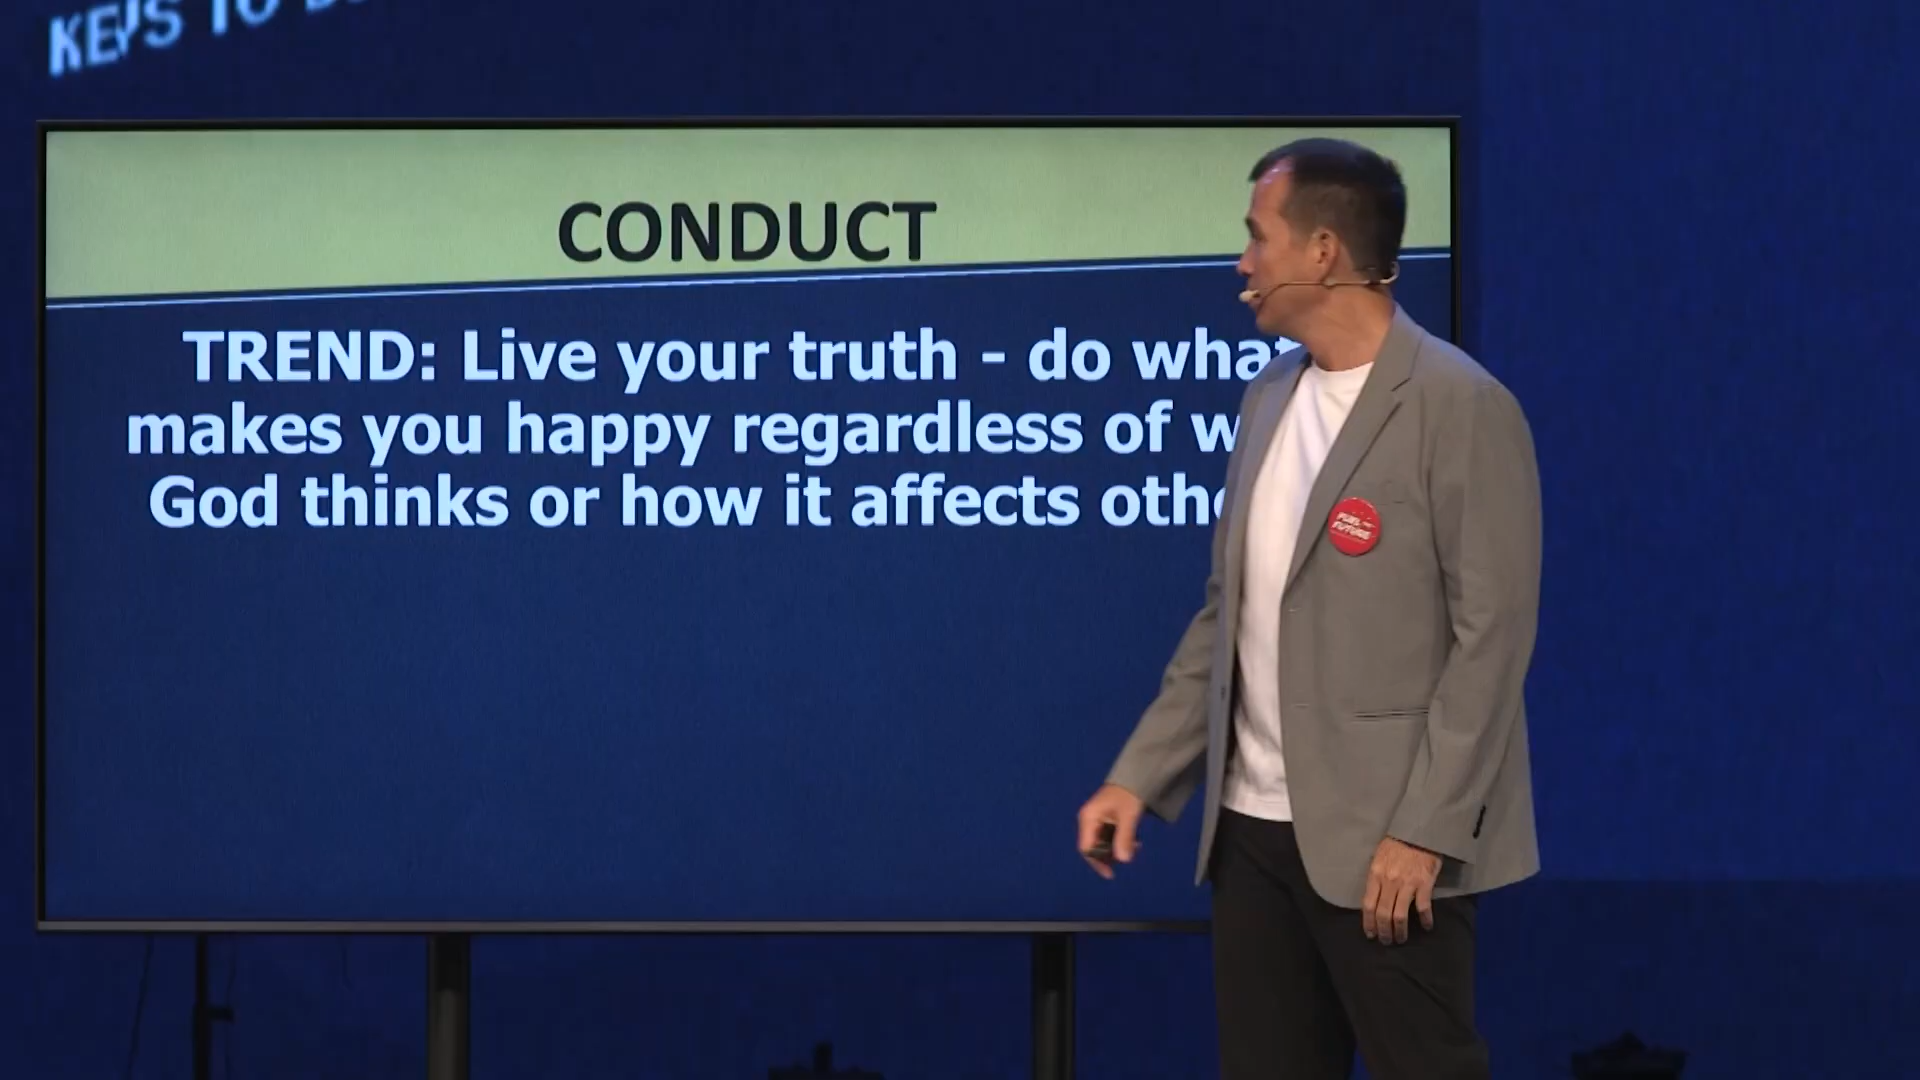 KEYS TO
CONDUCT
TREND: Live your truth - do what
makes you happy regardless of
God thinks or how it affects
FUTURE